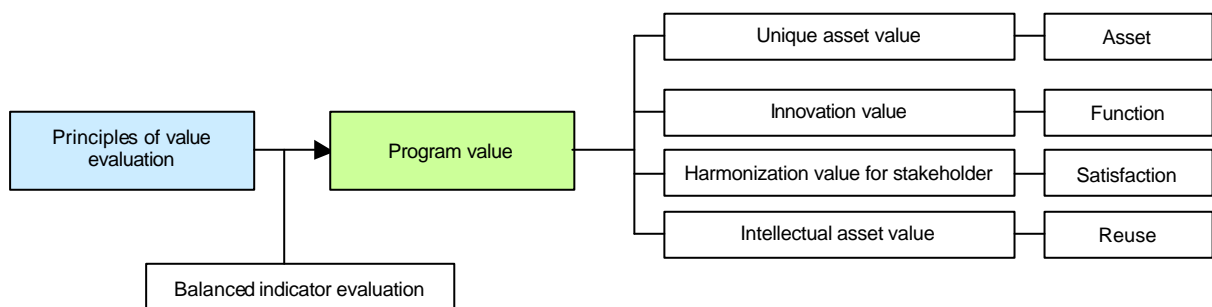 Unique asset value
Asset
Innovation value
Function
Principles of value
evaluation
Program value
Harmonization value for stakeholder
Satisfaction
Intellectual asset value
Reuse
Balanced indicator evaluation